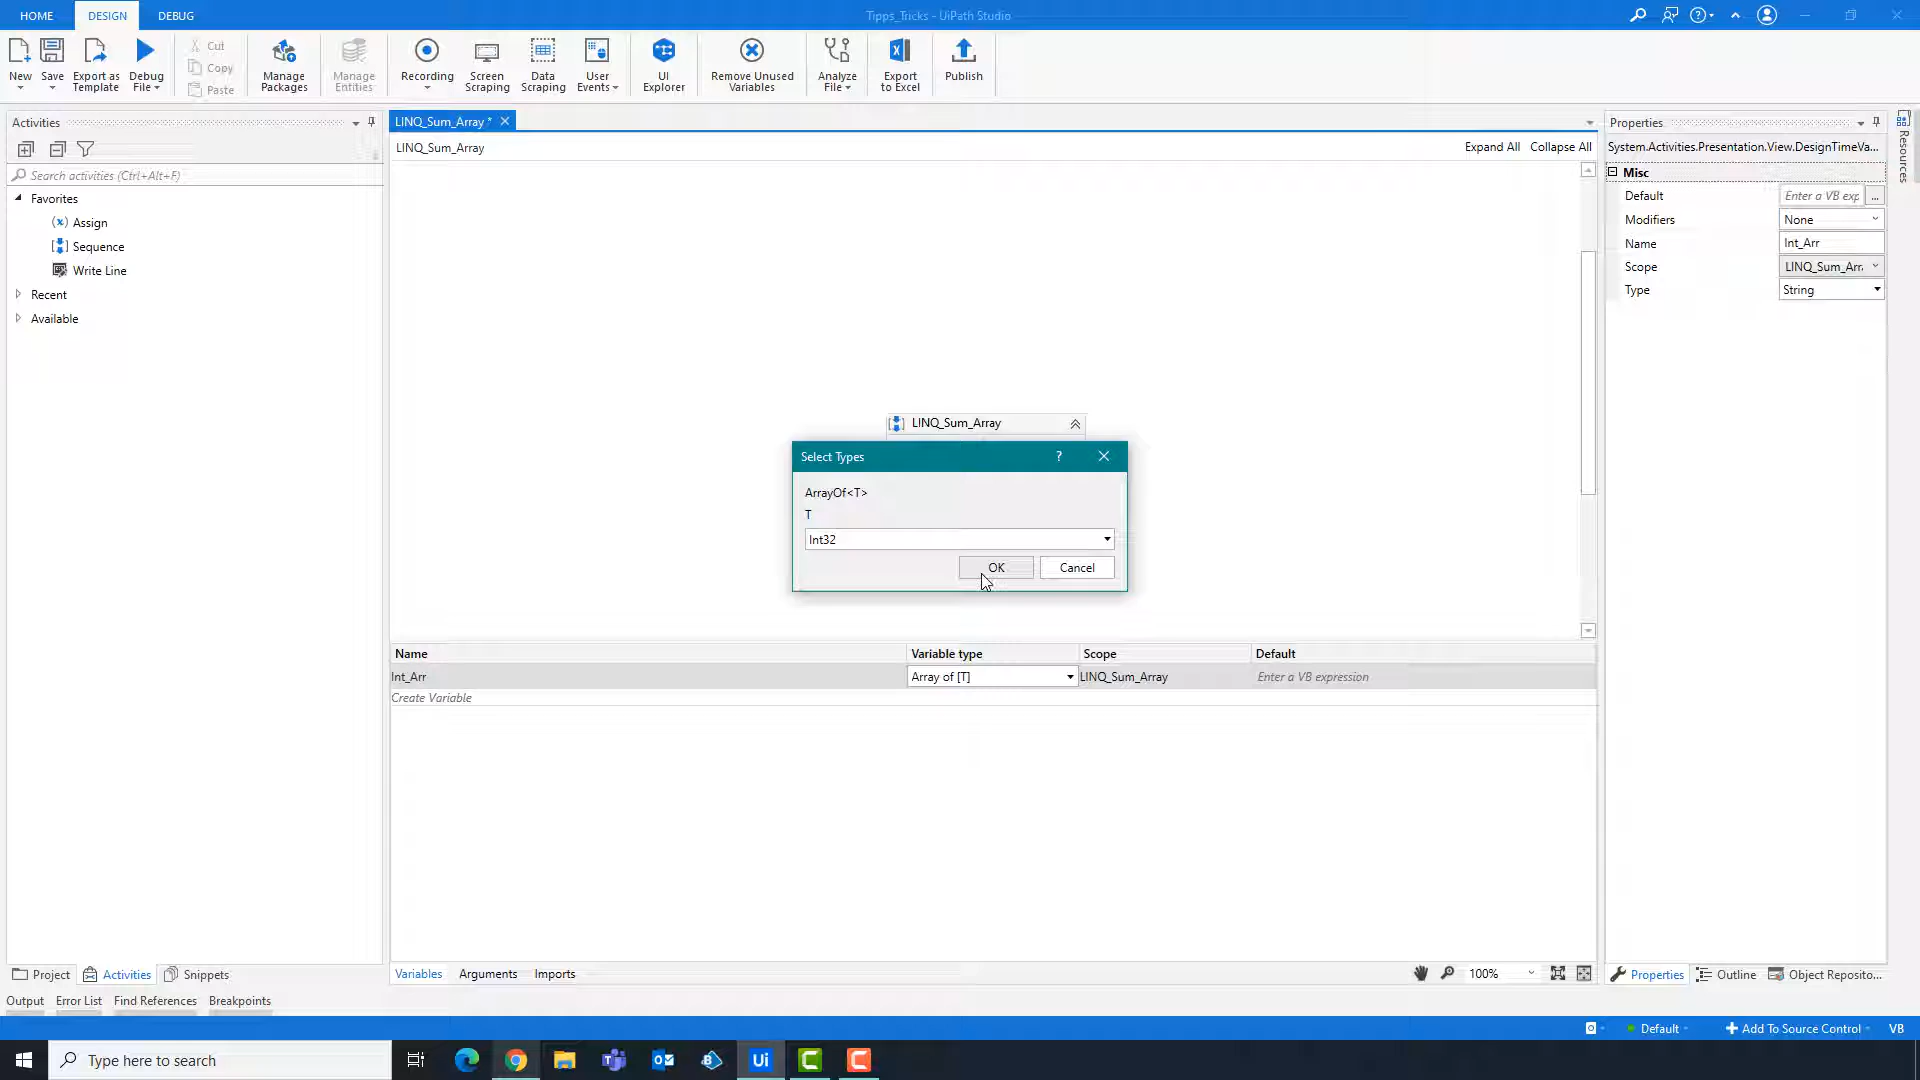 HOME DESIGN DEBUG Tipps_Tricks - UiPath Studio
New Save Export as Template Debug File Cut Copy Paste Manage Packages Manage Entities Recording Screen Scraping Data Scraping User Events UI Explorer Remove Unused Variables Analyze File Export to Excel Publish
Activities
Search activities (Ctrl+Alt+F)
Favorites
Assign
Sequence
Write Line
Recent
Available
LINQ_Sum_Array *
LINQ_Sum_Array Expand All Collapse All
LINQ_Sum_Array
Select Types ?
ArrayOf<T>
T
Int32
OK Cancel
Name Variable type Scope Default
Int_Arr Array of [T] LINQ_Sum_Array Enter a VB expression
Create Variable
Variables Arguments Imports 100%
Properties
System.Activities.Presentation.View.DesignTimeVa...
Misc
Default Enter a VB exp ...
Modifiers None
Name Int_Arr
Scope LINQ_Sum_Arr
Type String
Resources
Project Activities Snippets
Properties Outline Object Reposito...
Output Error List Find References Breakpoints
Default Add To Source Control VB
Type here to search
Ui